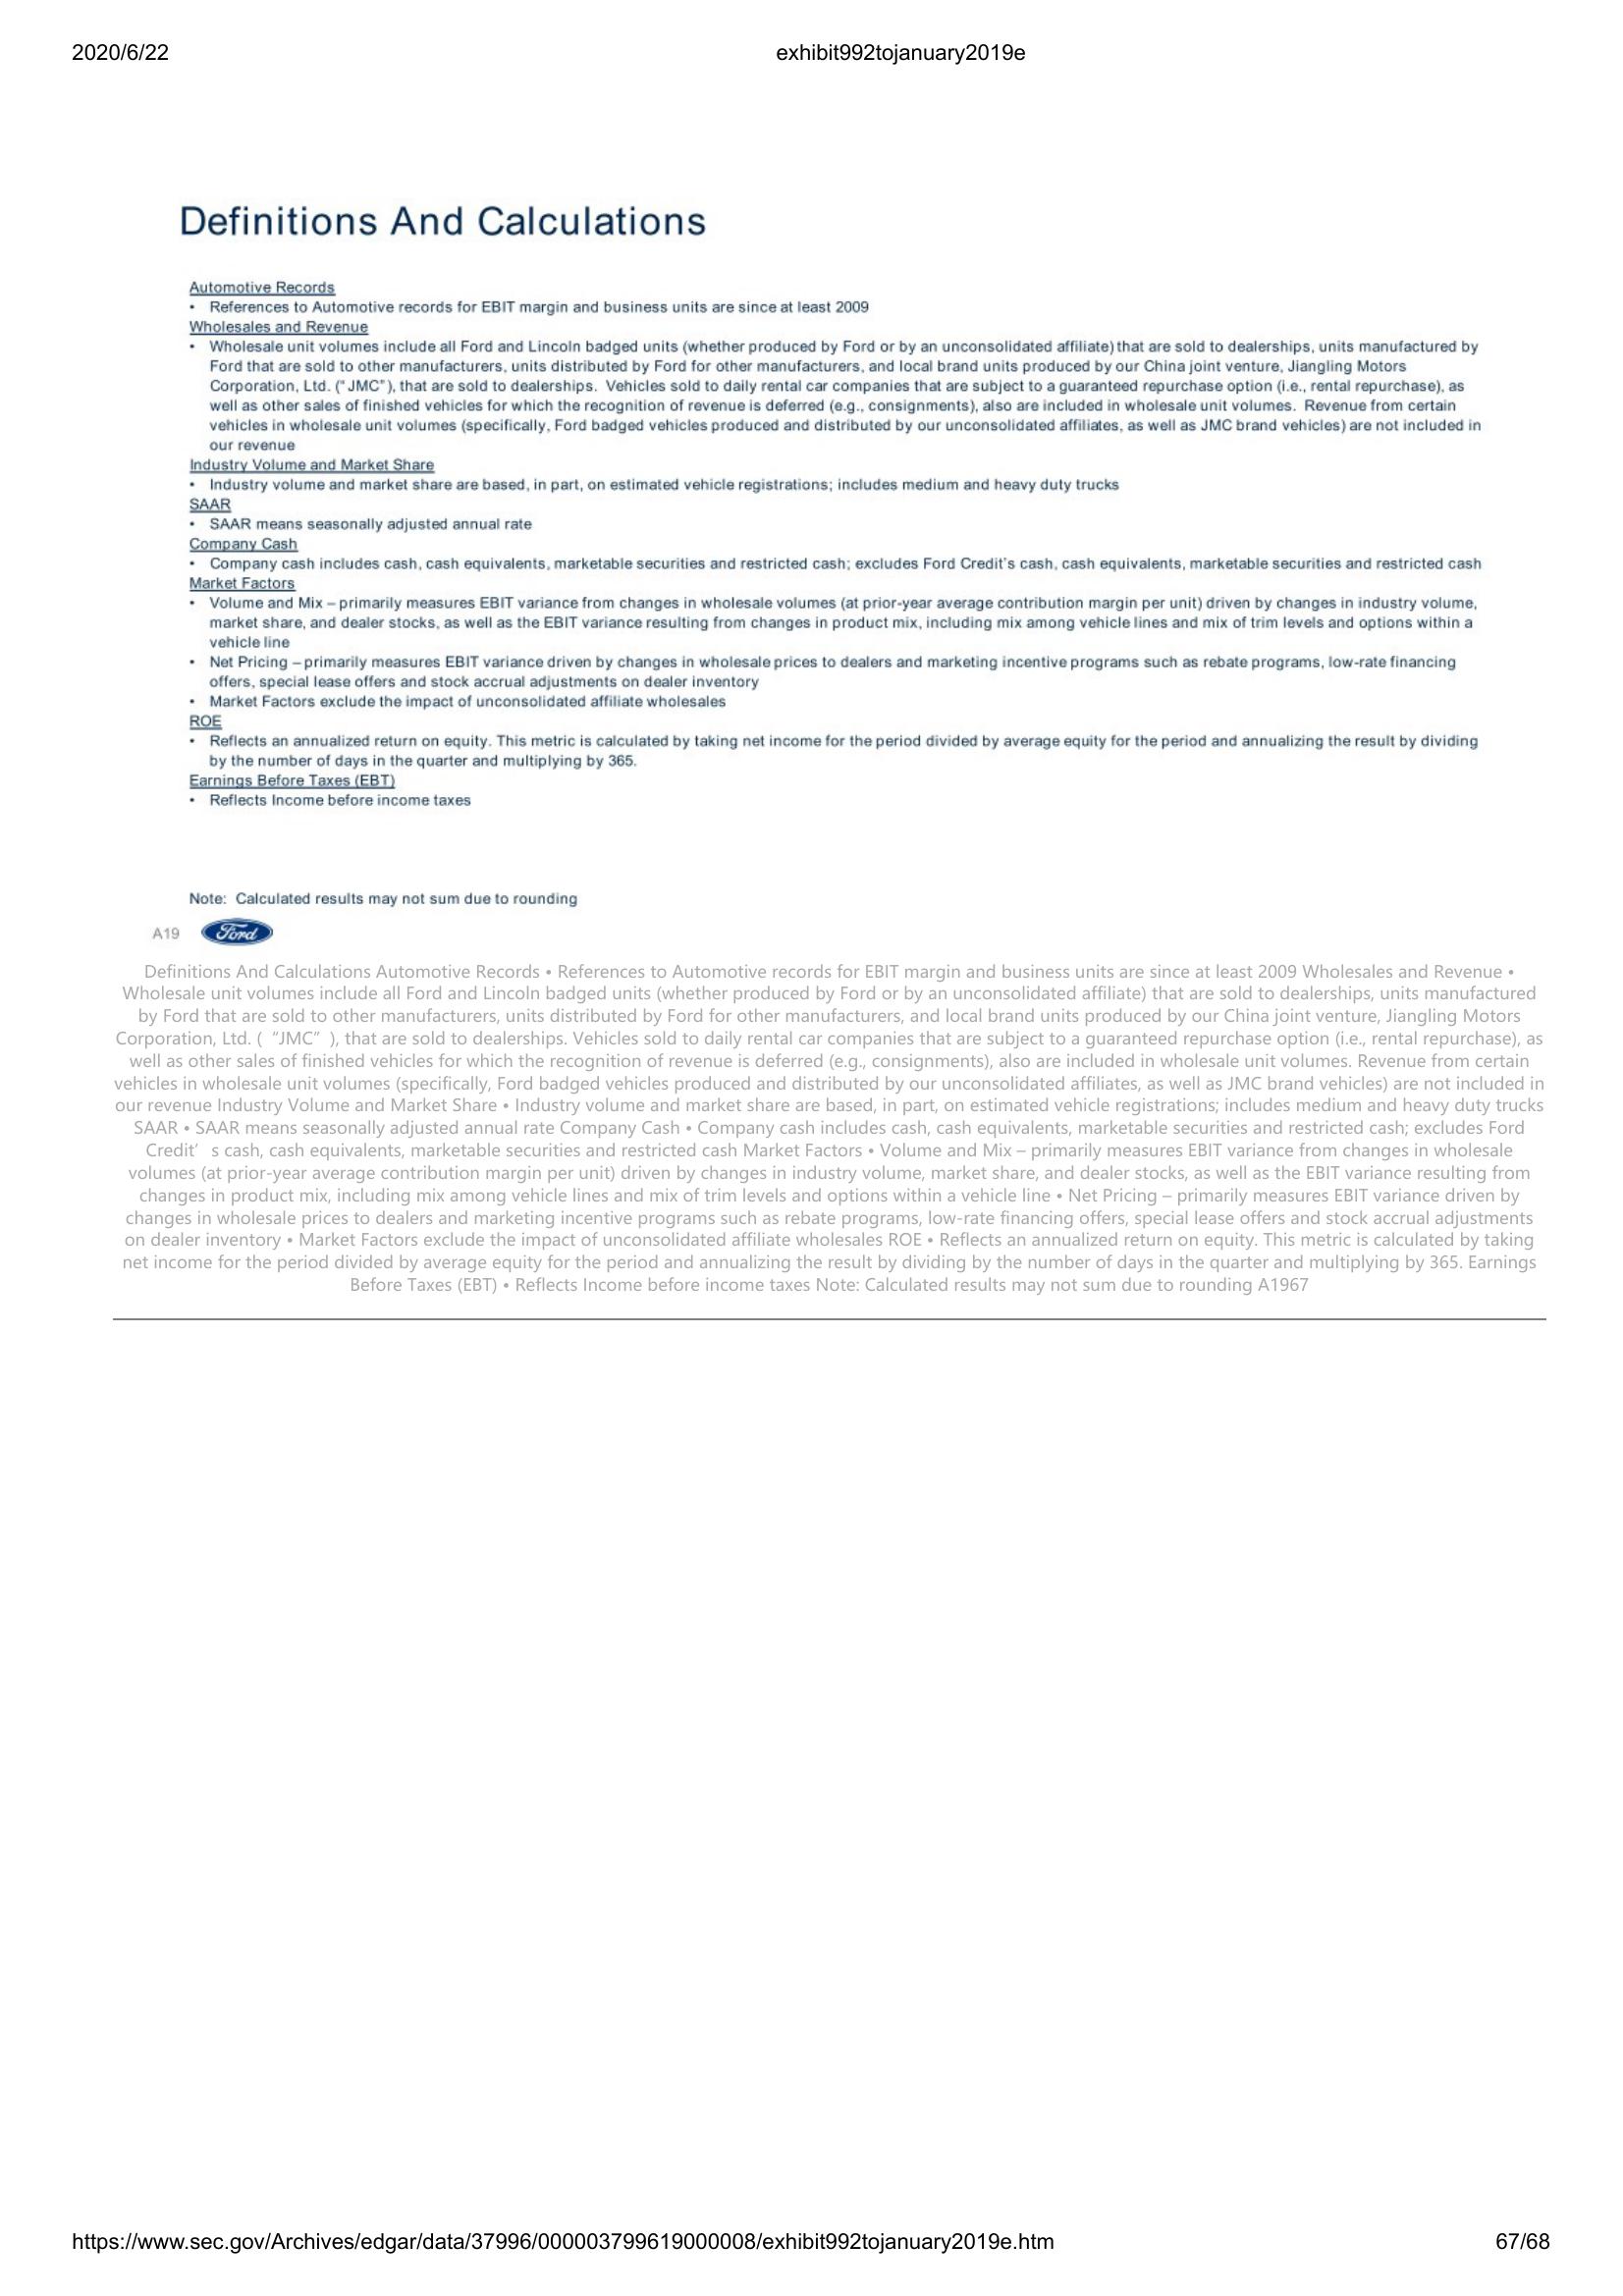 2020/6/22
exhibit992tojanuary2019e
Definitions And Calculations
Automotive Records
• References to Automotive records for EBIT margin and business units are since at least 2009
Wholesales and Revenue
• Wholesale unit volumes include all Ford and Lincoln badged units (whether produced by Ford or by an unconsolidated affiliate) that are sold to dealerships, units manufactured by
Ford that are sold to other manufacturers, units distributed by Ford for other manufacturers, and local brand units produced by our China joint venture, Jiangling Motors
Corporation, Ltd. ("JMC"), that are sold to dealerships. Vehicles sold to daily rental car companies that are subject to a guaranteed repurchase option (i.e., rental repurchase), as
well as other sales of finished vehicles for which the recognition of revenue is deferred (e.g., consignments), also are included in wholesale unit volumes. Revenue from certain
vehicles in wholesale unit volumes (specifically, Ford badged vehicles produced and distributed by our unconsolidated affiliates, as well as JMC brand vehicles) are not included in
our revenue
Industry Volume and Market Share
• Industry volume and market share are based, in part, on estimated vehicle registrations; includes medium and heavy duty trucks
SAAR
• SAAR means seasonally adjusted annual rate
Company Cash
• Company cash includes cash, cash equivalents, marketable securities and restricted cash; excludes Ford Credit's cash, cash equivalents, marketable securities and restricted cash
Market Factors
• Volume and Mix – primarily measures EBIT variance from changes in wholesale volumes (at prior-year average contribution margin per unit) driven by changes in industry volume,
market share, and dealer stocks, as well as the EBIT variance resulting from changes in product mix, including mix among vehicle lines and mix of trim levels and options within a
vehicle line
• Net Pricing – primarily measures EBIT variance driven by changes in wholesale prices to dealers and marketing incentive programs such as rebate programs, low-rate financing
offers, special lease offers and stock accrual adjustments on dealer inventory
• Market Factors exclude the impact of unconsolidated affiliate wholesales
ROE
• Reflects an annualized return on equity. This metric is calculated by taking net income for the period divided by average equity for the period and annualizing the result by dividing
by the number of days in the quarter and multiplying by 365.
Earnings Before Taxes (EBT)
• Reflects Income before income taxes
Note: Calculated results may not sum due to rounding
A19 Ford
Definitions And Calculations Automotive Records • References to Automotive records for EBIT margin and business units are since at least 2009 Wholesales and Revenue •
Wholesale unit volumes include all Ford and Lincoln badged units (whether produced by Ford or by an unconsolidated affiliate) that are sold to dealerships, units manufactured
by Ford that are sold to other manufacturers, units distributed by Ford for other manufacturers, and local brand units produced by our China joint venture, Jiangling Motors
Corporation, Ltd. (“JMC”), that are sold to dealerships. Vehicles sold to daily rental car companies that are subject to a guaranteed repurchase option (i.e., rental repurchase), as
well as other sales of finished vehicles for which the recognition of revenue is deferred (e.g., consignments), also are included in wholesale unit volumes. Revenue from certain
vehicles in wholesale unit volumes (specifically, Ford badged vehicles produced and distributed by our unconsolidated affiliates, as well as JMC brand vehicles) are not included in
our revenue Industry Volume and Market Share • Industry volume and market share are based, in part, on estimated vehicle registrations; includes medium and heavy duty trucks
SAAR • SAAR means seasonally adjusted annual rate Company Cash • Company cash includes cash, cash equivalents, marketable securities and restricted cash; excludes Ford
Credit’s cash, cash equivalents, marketable securities and restricted cash Market Factors • Volume and Mix – primarily measures EBIT variance from changes in wholesale
volumes (at prior-year average contribution margin per unit) driven by changes in industry volume, market share, and dealer stocks, as well as the EBIT variance resulting from
changes in product mix, including mix among vehicle lines and mix of trim levels and options within a vehicle line • Net Pricing – primarily measures EBIT variance driven by
changes in wholesale prices to dealers and marketing incentive programs such as rebate programs, low-rate financing offers, special lease offers and stock accrual adjustments
on dealer inventory • Market Factors exclude the impact of unconsolidated affiliate wholesales ROE • Reflects an annualized return on equity. This metric is calculated by taking
net income for the period divided by average equity for the period and annualizing the result by dividing by the number of days in the quarter and multiplying by 365. Earnings
Before Taxes (EBT) • Reflects Income before income taxes Note: Calculated results may not sum due to rounding A1967
https://www.sec.gov/Archives/edgar/data/37996/000003799619000008/exhibit992tojanuary2019e.htm
67/68